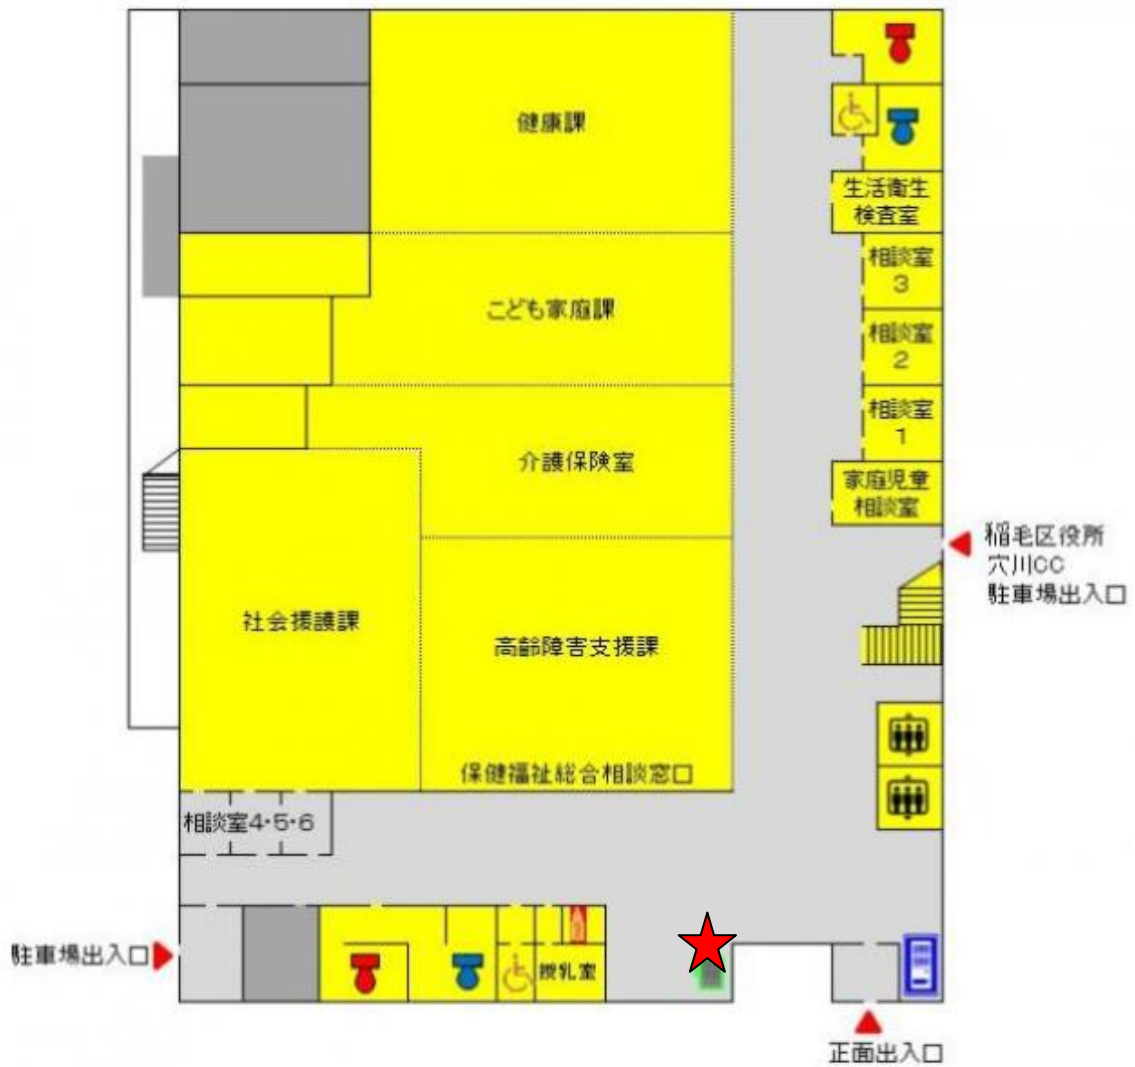 健康課
生活衛生
検査室
相談室
3
こども家庭課
相談室
2
相談室
1
介護保険室
家庭児童
相談室
稲毛区役所
穴川CC
駐車場出入口
社会援護課
高齢障害支援課
保健福祉総合相談窓口
相談室4・5・6
駐車場出入口
授乳室
正面出入口